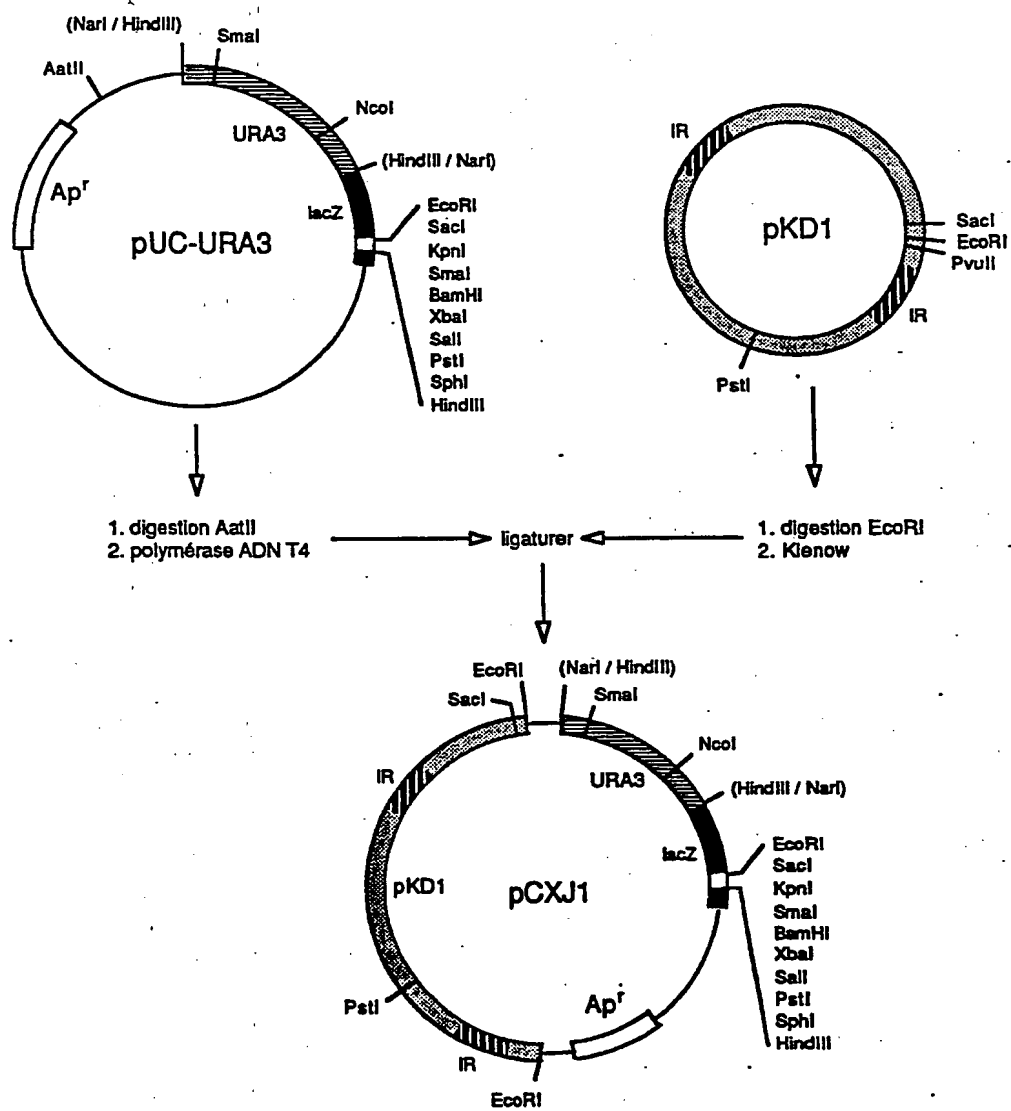 (NarI / HindIII)
SmaI
AatII
NcoI
URA3
(HindIII / NarI)
Apr
lacZ
pUC-URA3
EcoRI
SacI
KpnI
SmaI
BamHI
XbaI
SalI
PstI
SphI
HindIII
IR
pKD1
SacI
EcoRI
PvuII
IR
PstI
1. digestion AatII
2. polymérase ADN T4
ligaturer
1. digestion EcoRI
2. Klenow
EcoRI
(NarI / HindIII)
SacI
SmaI
NcoI
IR
URA3
(HindIII / NarI)
lacZ
pKD1
pCXJ1
EcoRI
SacI
KpnI
SmaI
BamHI
XbaI
SalI
PstI
SphI
HindIII
PstI
Apr
IR
EcoRI